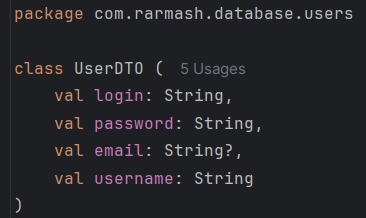 package com.rarmash.database.users
class UserDTO ( 5 Usages
val login: String,
val password: String,
val email: String?,
val username: String
)